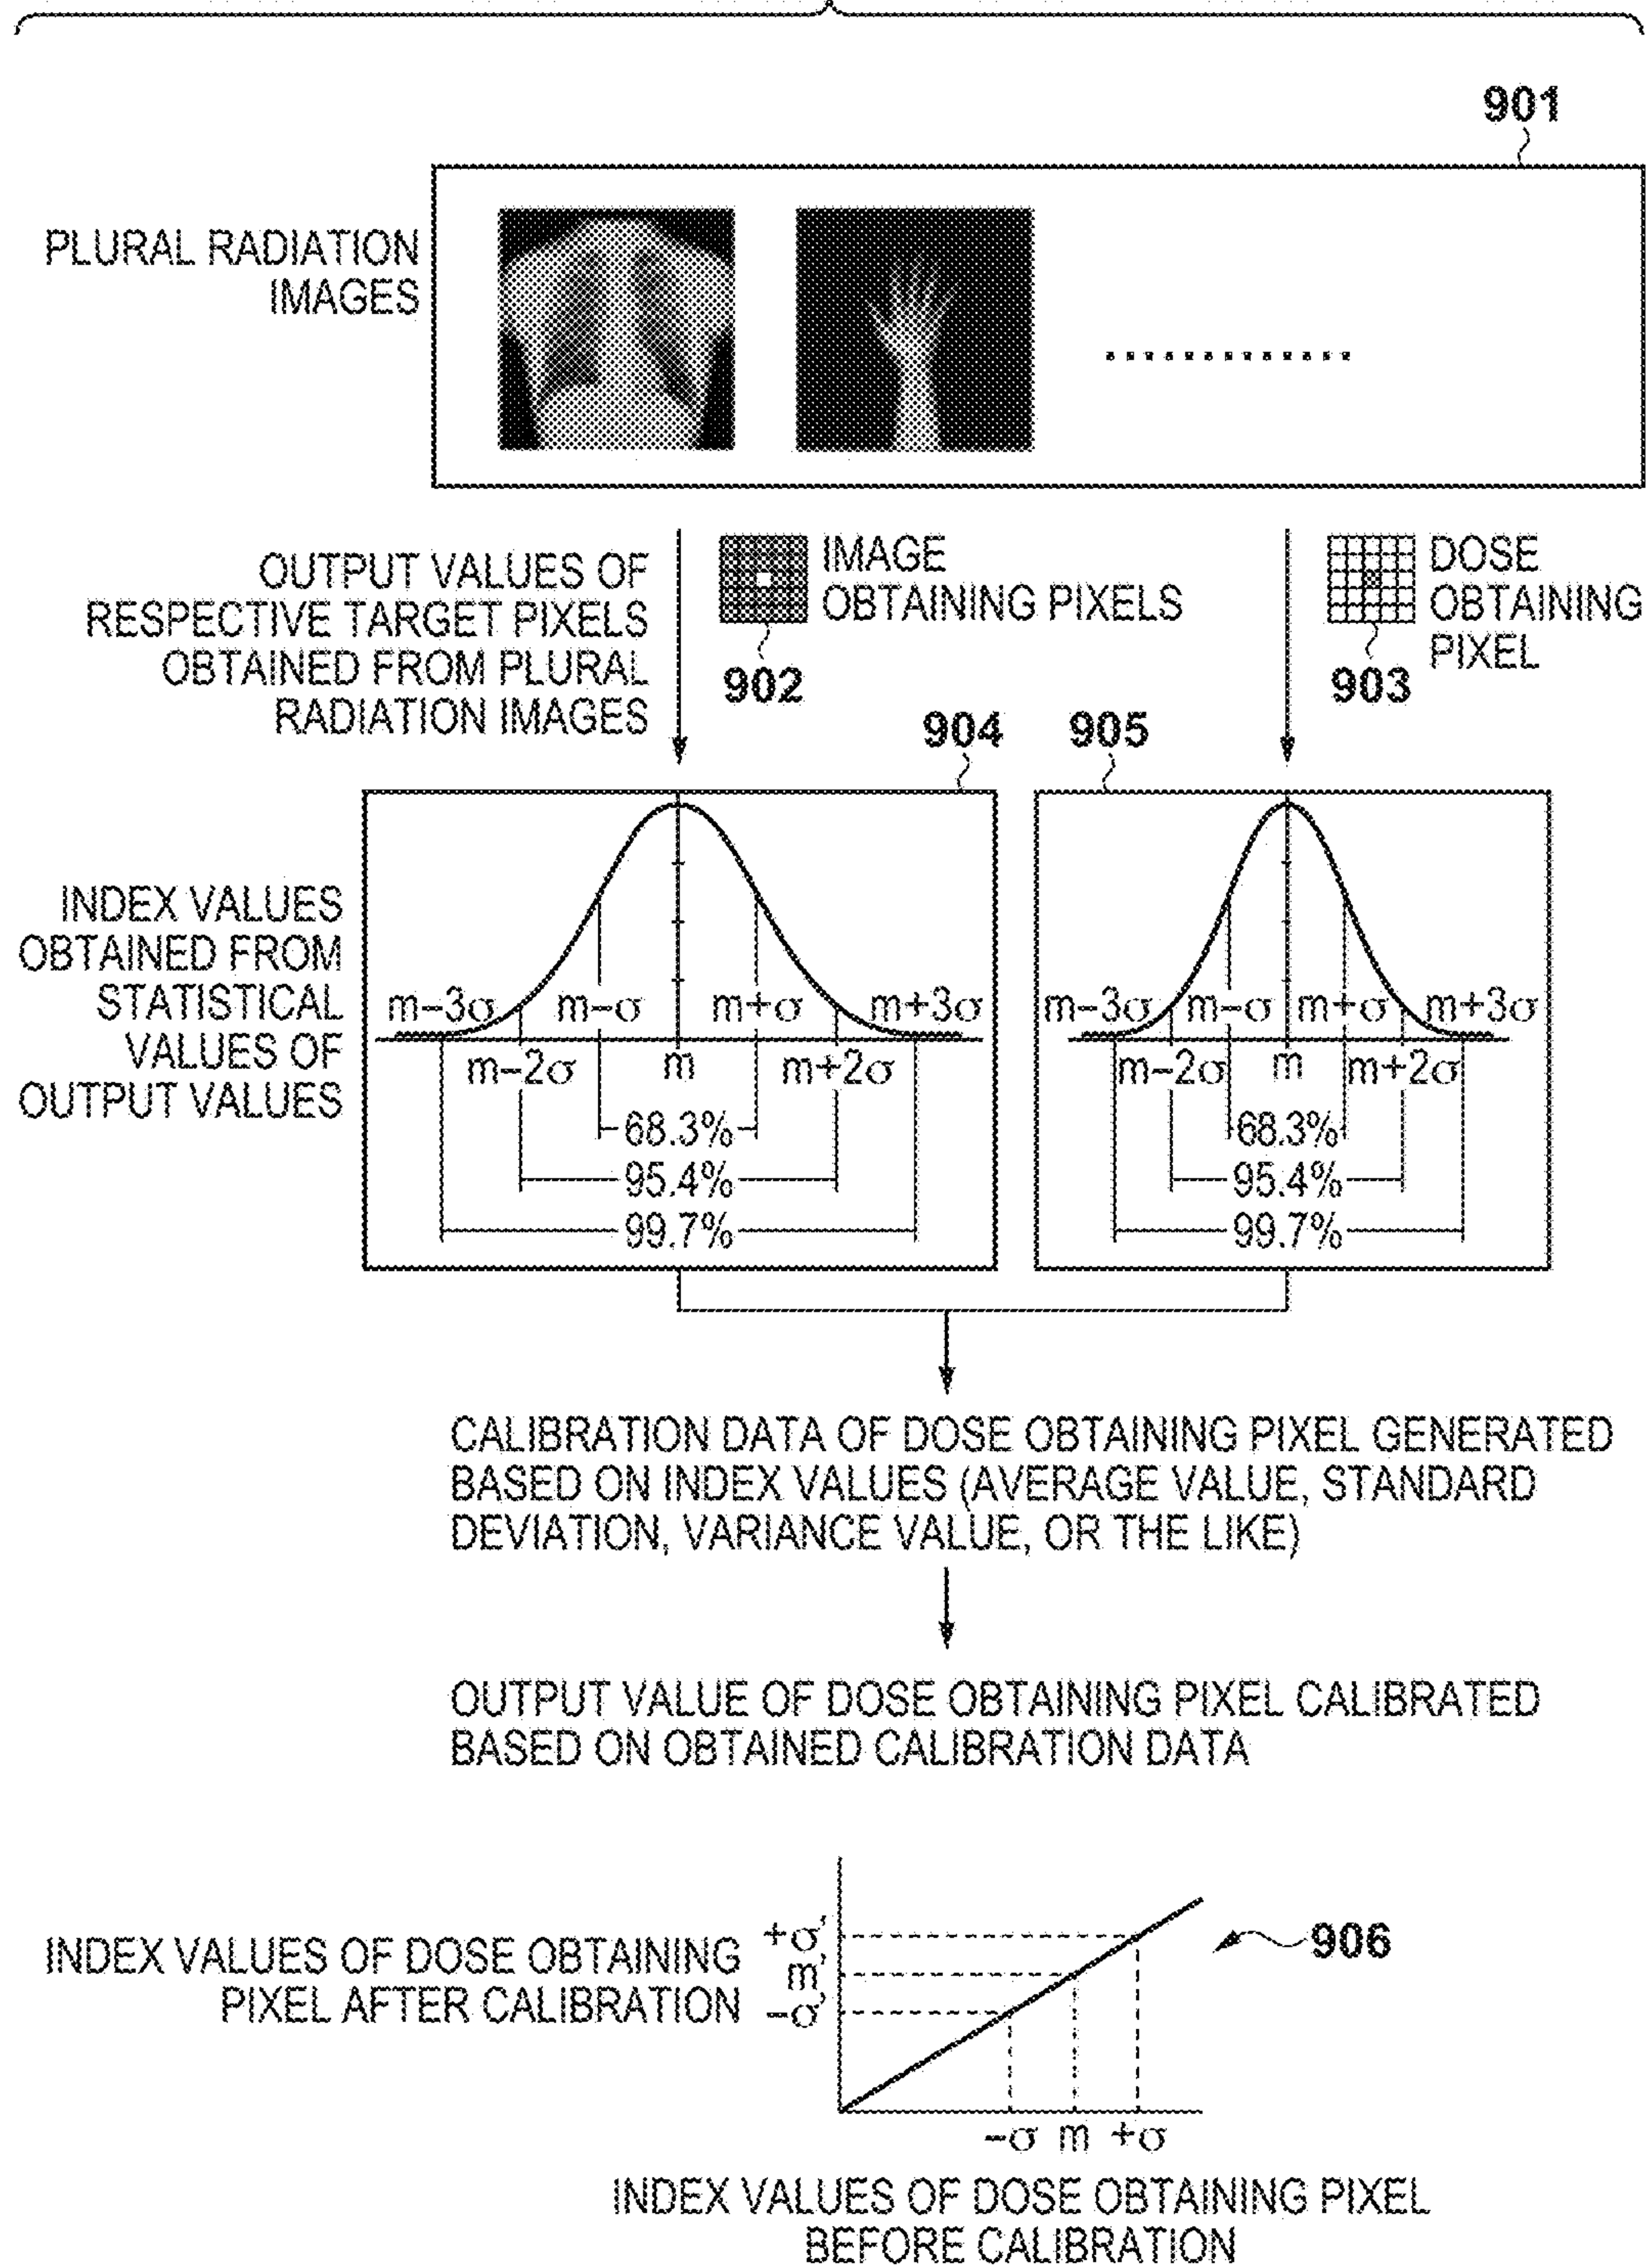 901
PLURAL RADIATION
IMAGES
OUTPUT VALUES OF
RESPECTIVE TARGET PIXELS
OBTAINED FROM PLURAL
RADIATION IMAGES
IMAGE
OBTAINING PIXELS
902
DOSE
OBTAINING
PIXEL
903
904
905
INDEX VALUES
OBTAINED FROM
STATISTICAL
VALUES OF
OUTPUT VALUES
m−3σ m−σ m+σ m+3σ
m−2σ m m+2σ
68.3%
95.4%
99.7%
m−3σ m−σ m+σ m+3σ
m−2σ m m+2σ
68.3%
95.4%
99.7%
CALIBRATION DATA OF DOSE OBTAINING PIXEL GENERATED
BASED ON INDEX VALUES (AVERAGE VALUE, STANDARD
DEVIATION, VARIANCE VALUE, OR THE LIKE)
OUTPUT VALUE OF DOSE OBTAINING PIXEL CALIBRATED
BASED ON OBTAINED CALIBRATION DATA
INDEX VALUES OF DOSE OBTAINING
PIXEL AFTER CALIBRATION
+σ'
m'
−σ'
906
−σ m +σ
INDEX VALUES OF DOSE OBTAINING PIXEL
BEFORE CALIBRATION